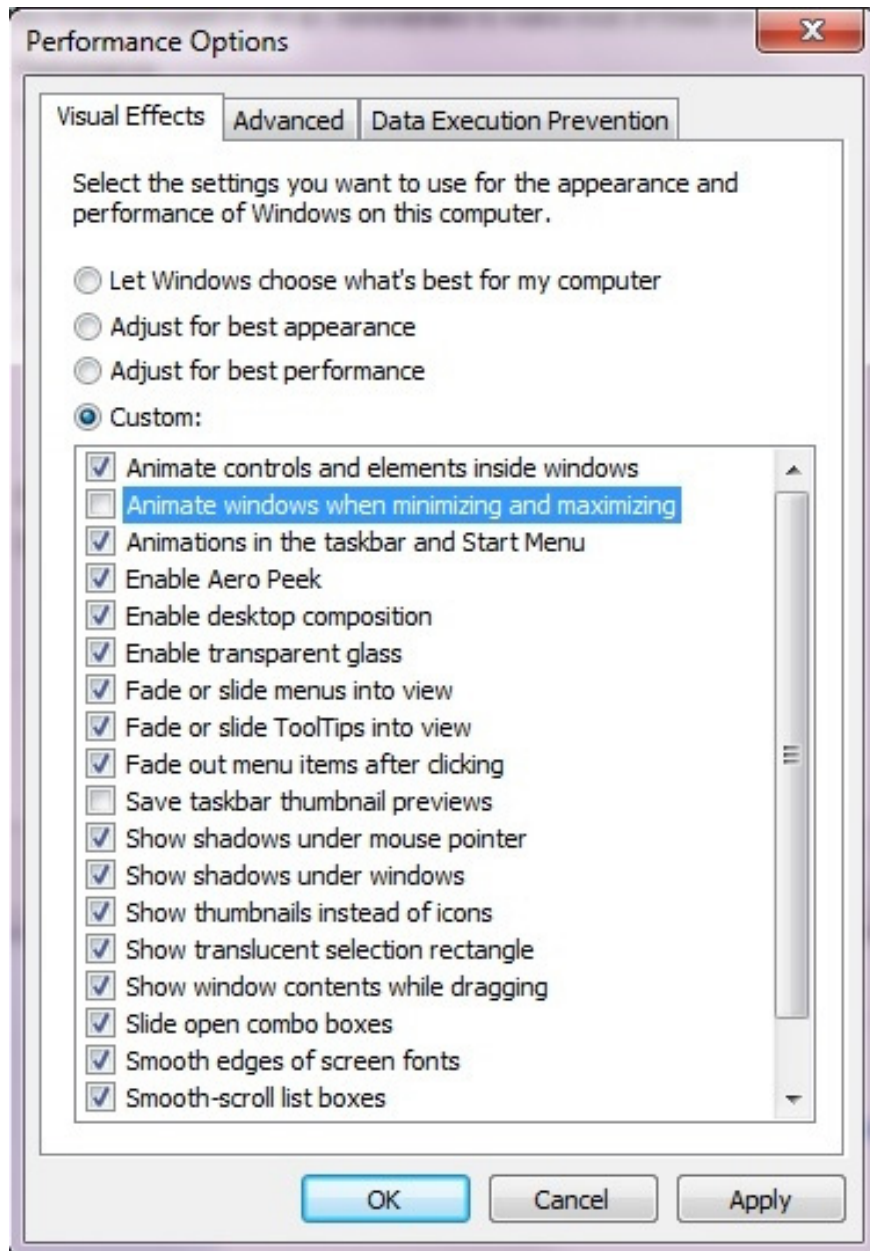 Performance Options
Visual Effects
Advanced
Data Execution Prevention
Select the settings you want to use for the appearance and
performance of Windows on this computer.
Let Windows choose what's best for my computer
Adjust for best appearance
Adjust for best performance
Custom:
Animate controls and elements inside windows
Animate windows when minimizing and maximizing
Animations in the taskbar and Start Menu
Enable Aero Peek
Enable desktop composition
Enable transparent glass
Fade or slide menus into view
Fade or slide ToolTips into view
Fade out menu items after clicking
Save taskbar thumbnail previews
Show shadows under mouse pointer
Show shadows under windows
Show thumbnails instead of icons
Show translucent selection rectangle
Show window contents while dragging
Slide open combo boxes
Smooth edges of screen fonts
Smooth-scroll list boxes
OK
Cancel
Apply